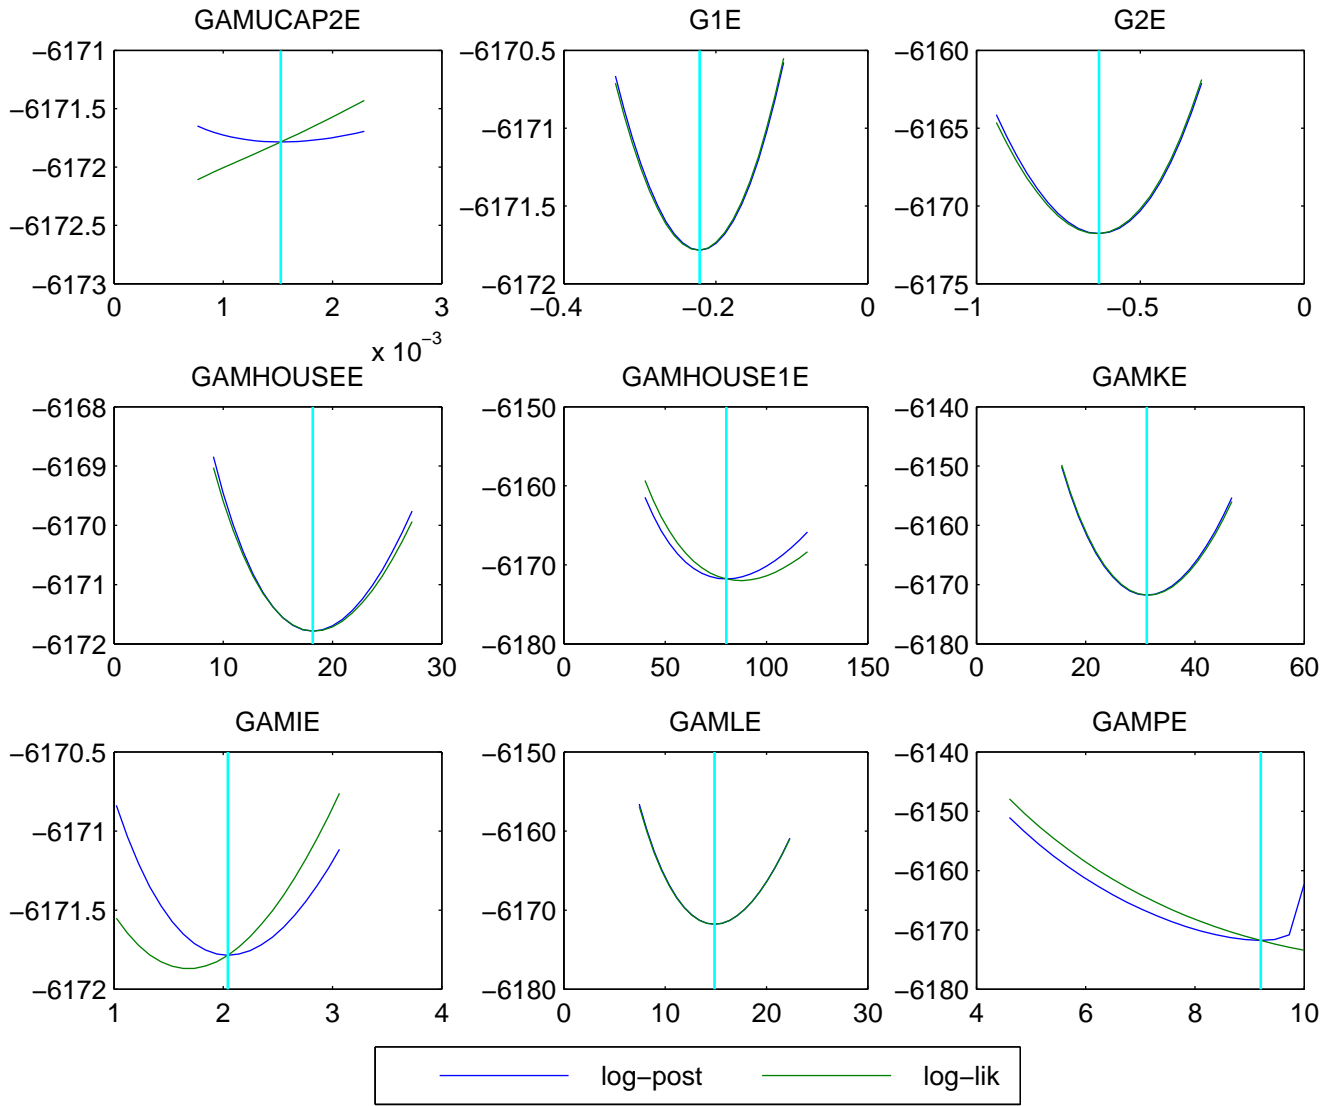 GAMUCAP2E G1E G2E
−6171 −6170.5 −6160
−6171.5 −6171 −6165
−6172 −6171.5 −6170
−6172.5
−6173 −6172 −6175
0 1 2 3 −0.4 −0.2 0 −1 −0.5 0
x 10−3
GAMHOUSEE GAMHOUSE1E GAMKE
−6168 −6150 −6140
−6169 −6160 −6150
−6170 −6170 −6160
−6171 −6170
−6172 −6180 −6180
0 10 20 30 0 50 100 150 0 20 40 60
GAMIE GAMLE GAMPE
−6170.5 −6150 −6140
−6171 −6160 −6150
−6171.5 −6170 −6160
−6170
−6172 −6180 −6180
1 2 3 4 0 10 20 30 4 6 8 10
log−post log−lik